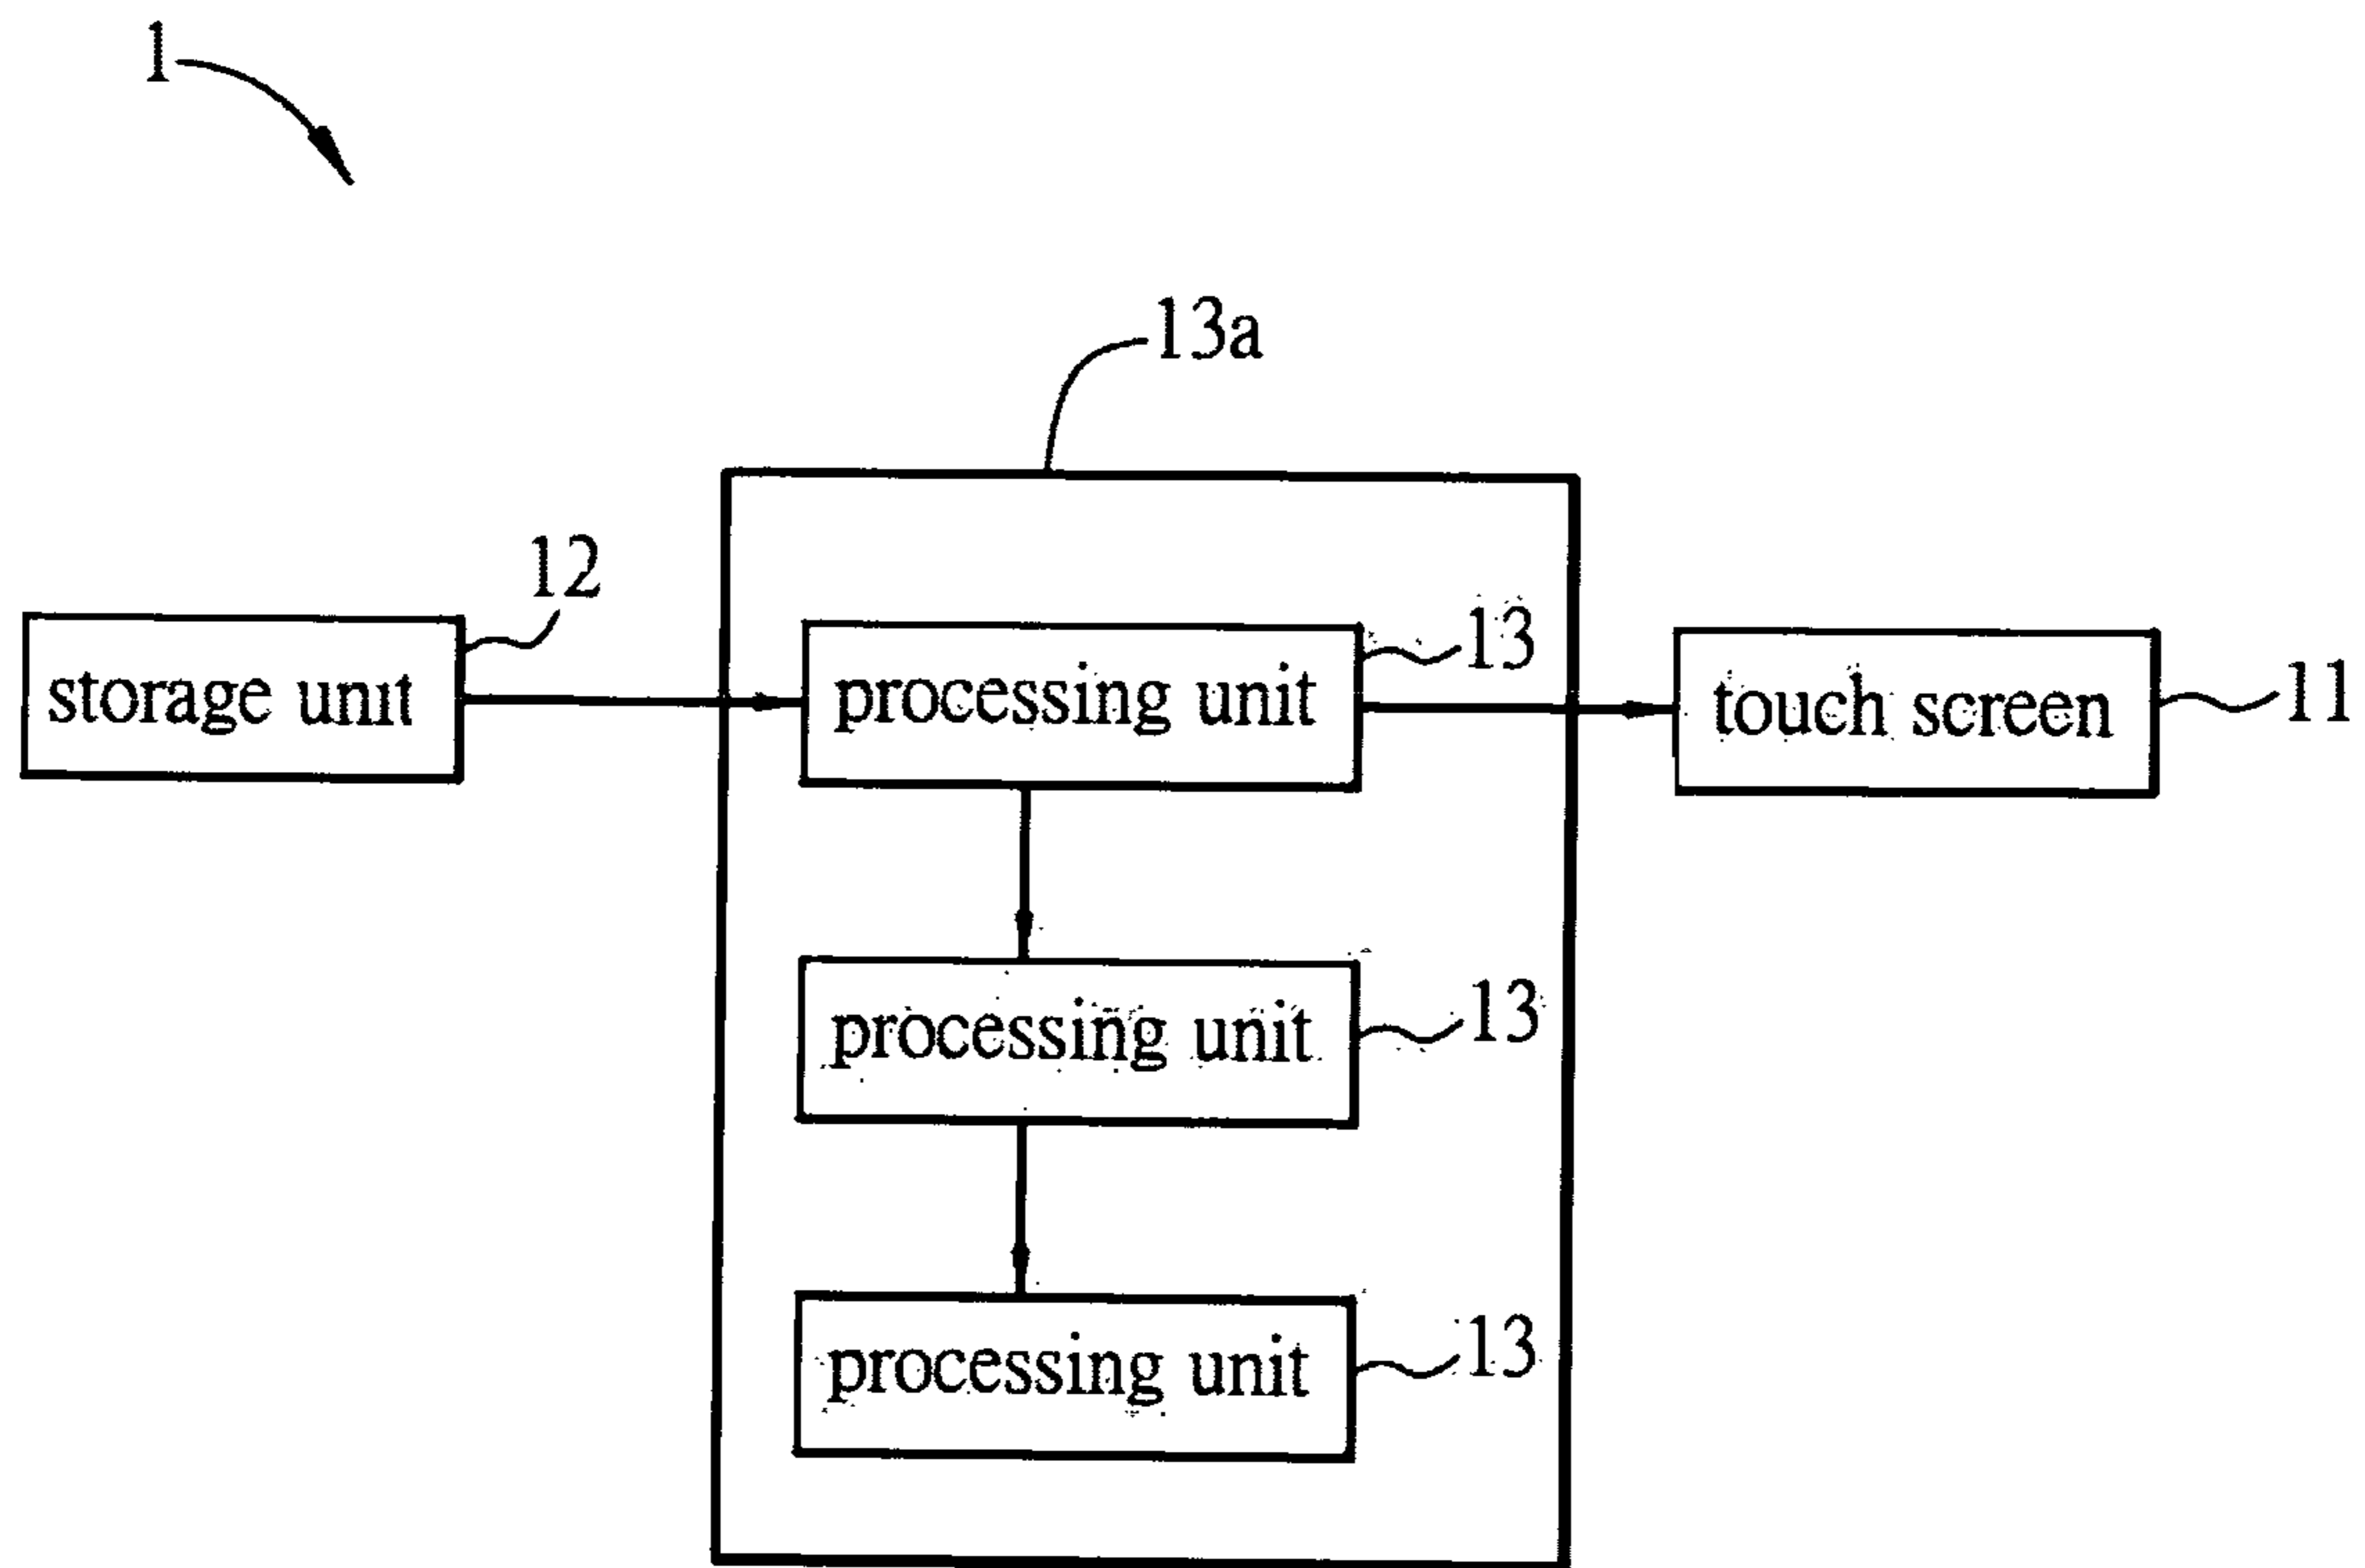 1
13a
12
storage unit
processing unit
13
touch screen
11
processing unit
13
processing unit
13